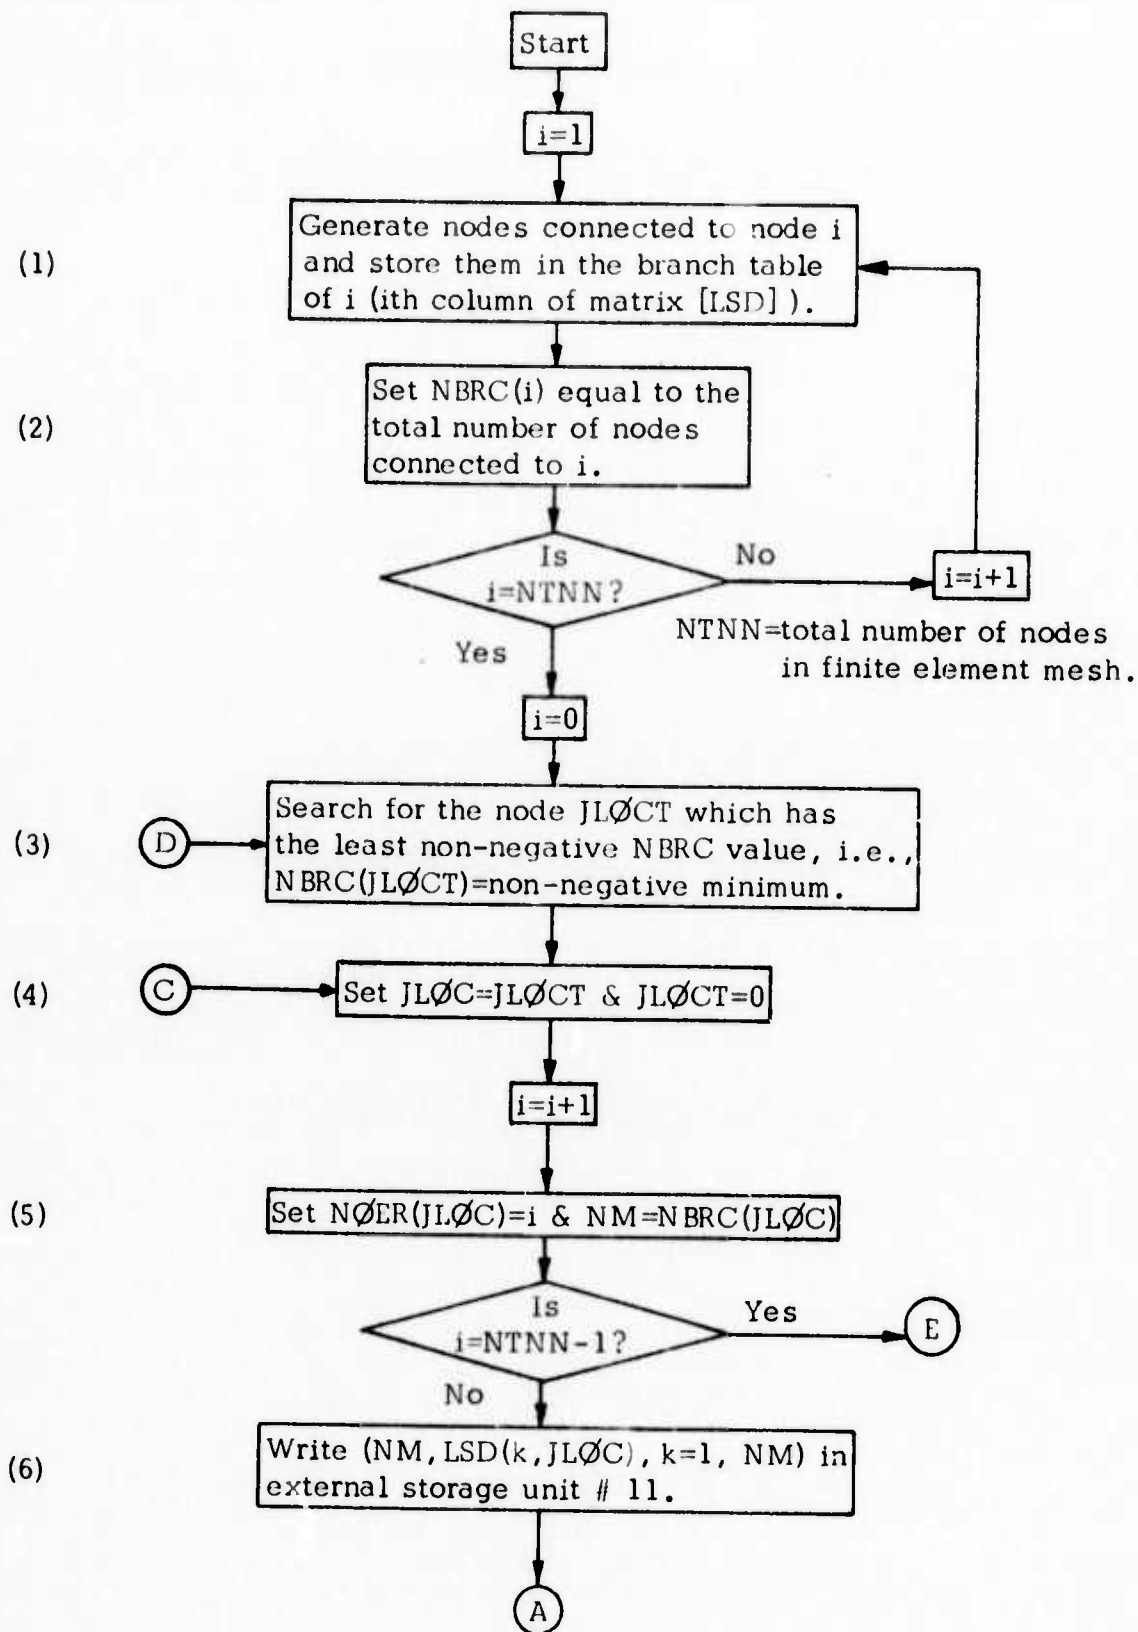 Start
i=1
(1)
Generate nodes connected to node i
and store them in the branch table
of i (ith column of matrix [LSD] ).
(2)
Set NBRC(i) equal to the
total number of nodes
connected to i.
Is
i=NTNN?
No
i=i+1
NTNN=total number of nodes
in finite element mesh.
Yes
i=0
(3)
D
Search for the node JLØCT which has
the least non-negative NBRC value, i.e.,
NBRC(JLØCT)=non-negative minimum.
(4)
C
Set JLØC=JLØCT & JLØCT=0
i=i+1
(5)
Set NØER(JLØC)=i & NM=NBRC(JLØC)
Is
i=NTNN-1?
Yes
E
No
(6)
Write (NM,LSD(k,JLØC), k=1, NM) in
external storage unit # 11.
A